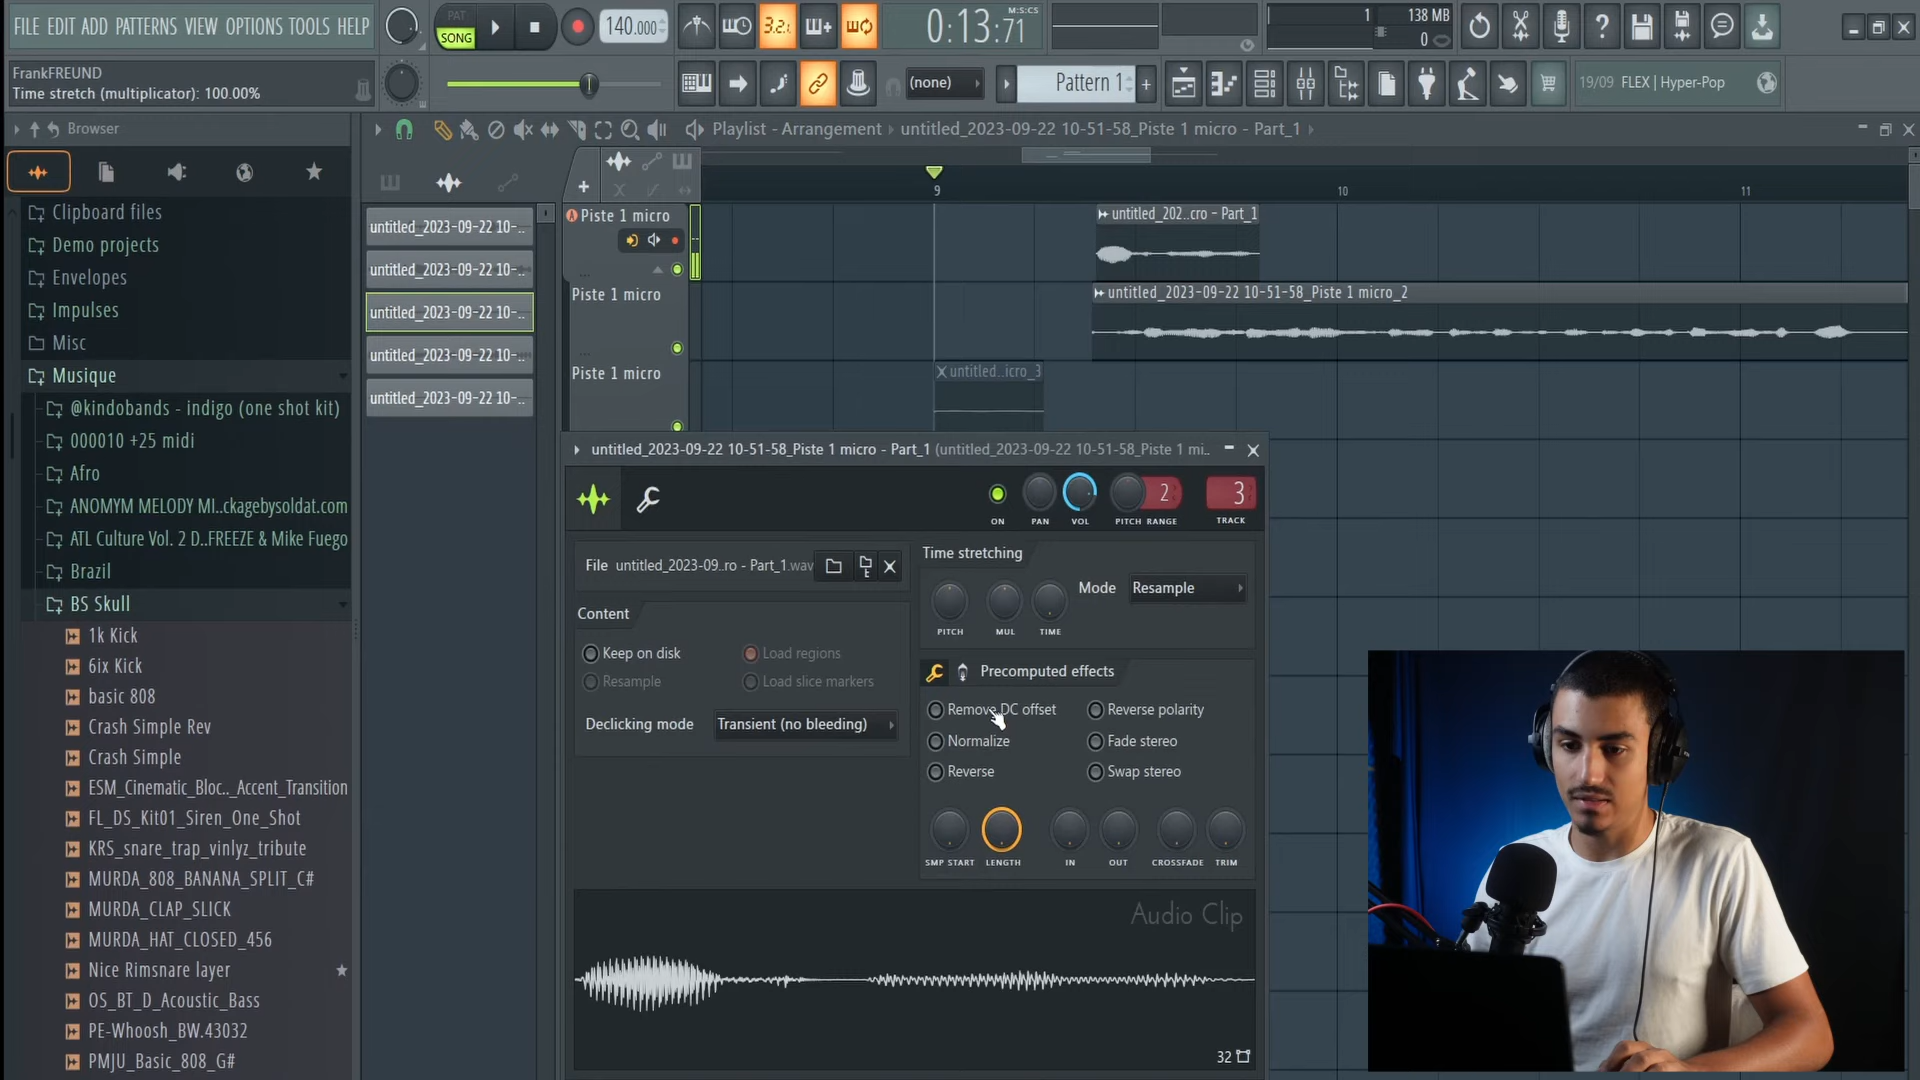 FILE EDIT ADD PATTERNS VIEW OPTIONS TOOLS HELP
PAT
SONG
140.000
3.2.
0:13:71
M:S:CS
1
138 MB
0
FrankFREUND
Time stretch (multiplicator): 100.00%
(none)
Pattern 1
+
19/09 FLEX | Hyper-Pop
Browser
Playlist - Arrangement
untitled_2023-09-22 10-51-58_Piste 1 micro - Part_1
9
10
11
Clipboard files
Demo projects
Envelopes
Impulses
Misc
Musique
@kindobands - indigo (one shot kit)
000010 +25 midi
Afro
ANOMYM MELODY MI..ckagebysoldat.com
ATL Culture Vol. 2 D..FREEZE & Mike Fuego
Brazil
BS Skull
1k Kick
6ix Kick
basic 808
Crash Simple Rev
Crash Simple
ESM_Cinematic_Bloc.._Accent_Transition
FL_DS_Kit01_Siren_One_Shot
KRS_snare_trap_vinlyz_tribute
MURDA_808_BANANA_SPLIT_C#
MURDA_CLAP_SLICK
MURDA_HAT_CLOSED_456
Nice Rimsnare layer
OS_BT_D_Acoustic_Bass
PE-Whoosh_BW.43032
PMJU_Basic_808_G#
untitled_2023-09-22 10-..
untitled_2023-09-22 10-..
untitled_2023-09-22 10-..
untitled_2023-09-22 10-..
untitled_2023-09-22 10-..
Piste 1 micro
Piste 1 micro
Piste 1 micro
untitled_202..cro - Part_1
untitled_2023-09-22 10-51-58_Piste 1 micro_2
untitled..icro_3
untitled_2023-09-22 10-51-58_Piste 1 micro - Part_1 (untitled_2023-09-22 10-51-58_Piste 1 mi..
2
3
ON
PAN
VOL
PITCH RANGE
TRACK
File untitled_2023-09..ro - Part_1.wav
Content
Keep on disk
Load regions
Resample
Load slice markers
Declicking mode
Transient (no bleeding)
Time stretching
Mode
Resample
PITCH
MUL
TIME
Precomputed effects
Remove DC offset
Reverse polarity
Normalize
Fade stereo
Reverse
Swap stereo
SMP START
LENGTH
IN
OUT
CROSSFADE
TRIM
Audio Clip
32